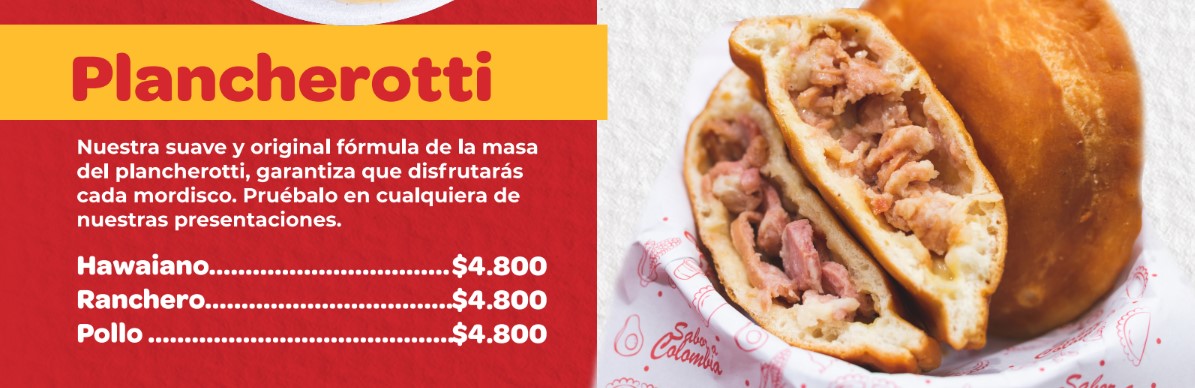 Plancherotti
Nuestra suave y original fórmula de la masa
del plancherotti, garantiza que disfrutarás
cada mordisco. Pruébalo en cualquiera de
nuestras presentaciones.
Hawaiano..................................$4.800
Ranchero...................................$4.800
Pollo ...........................................$4.800
Sabor a
Colombia
Sabor